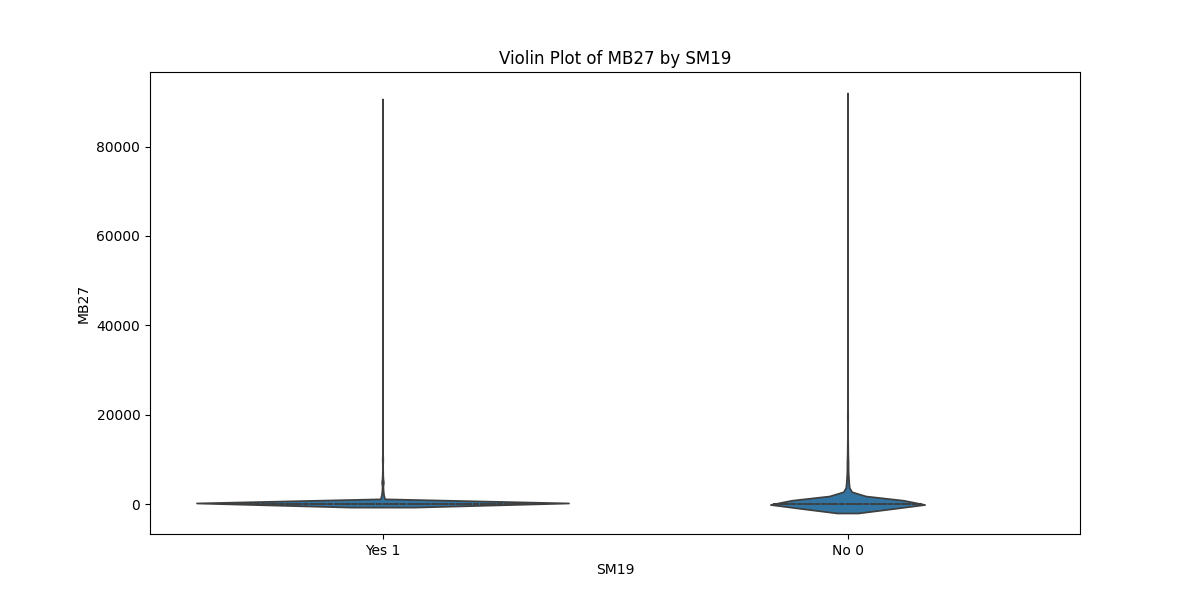 Violin Plot of MB27 by SM19
80000
60000
40000
20000
0
MB27
Yes 1
No 0
SM19